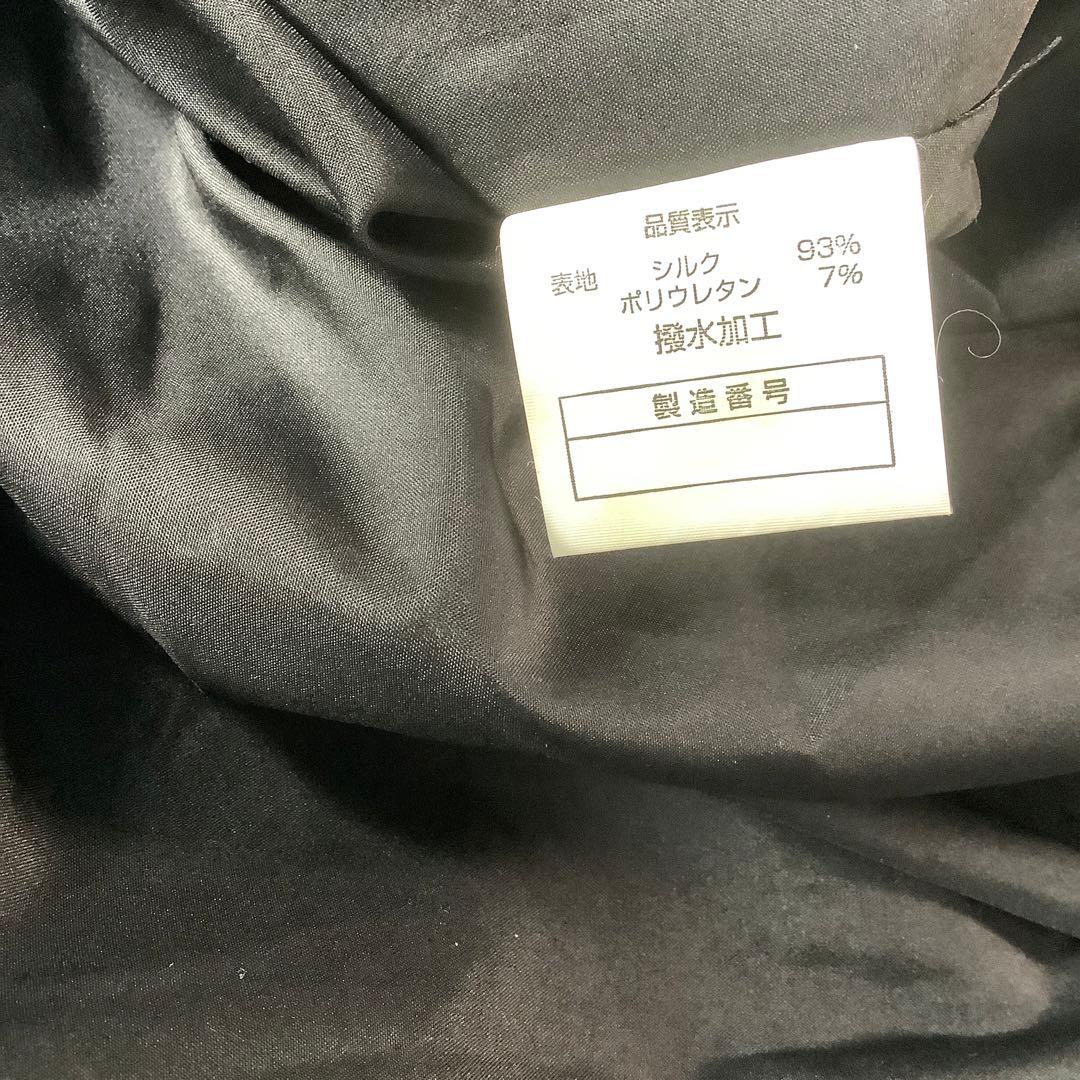 品質表示
表地 シルク 93%
ポリウレタン 7%
撥水加工
製造番号